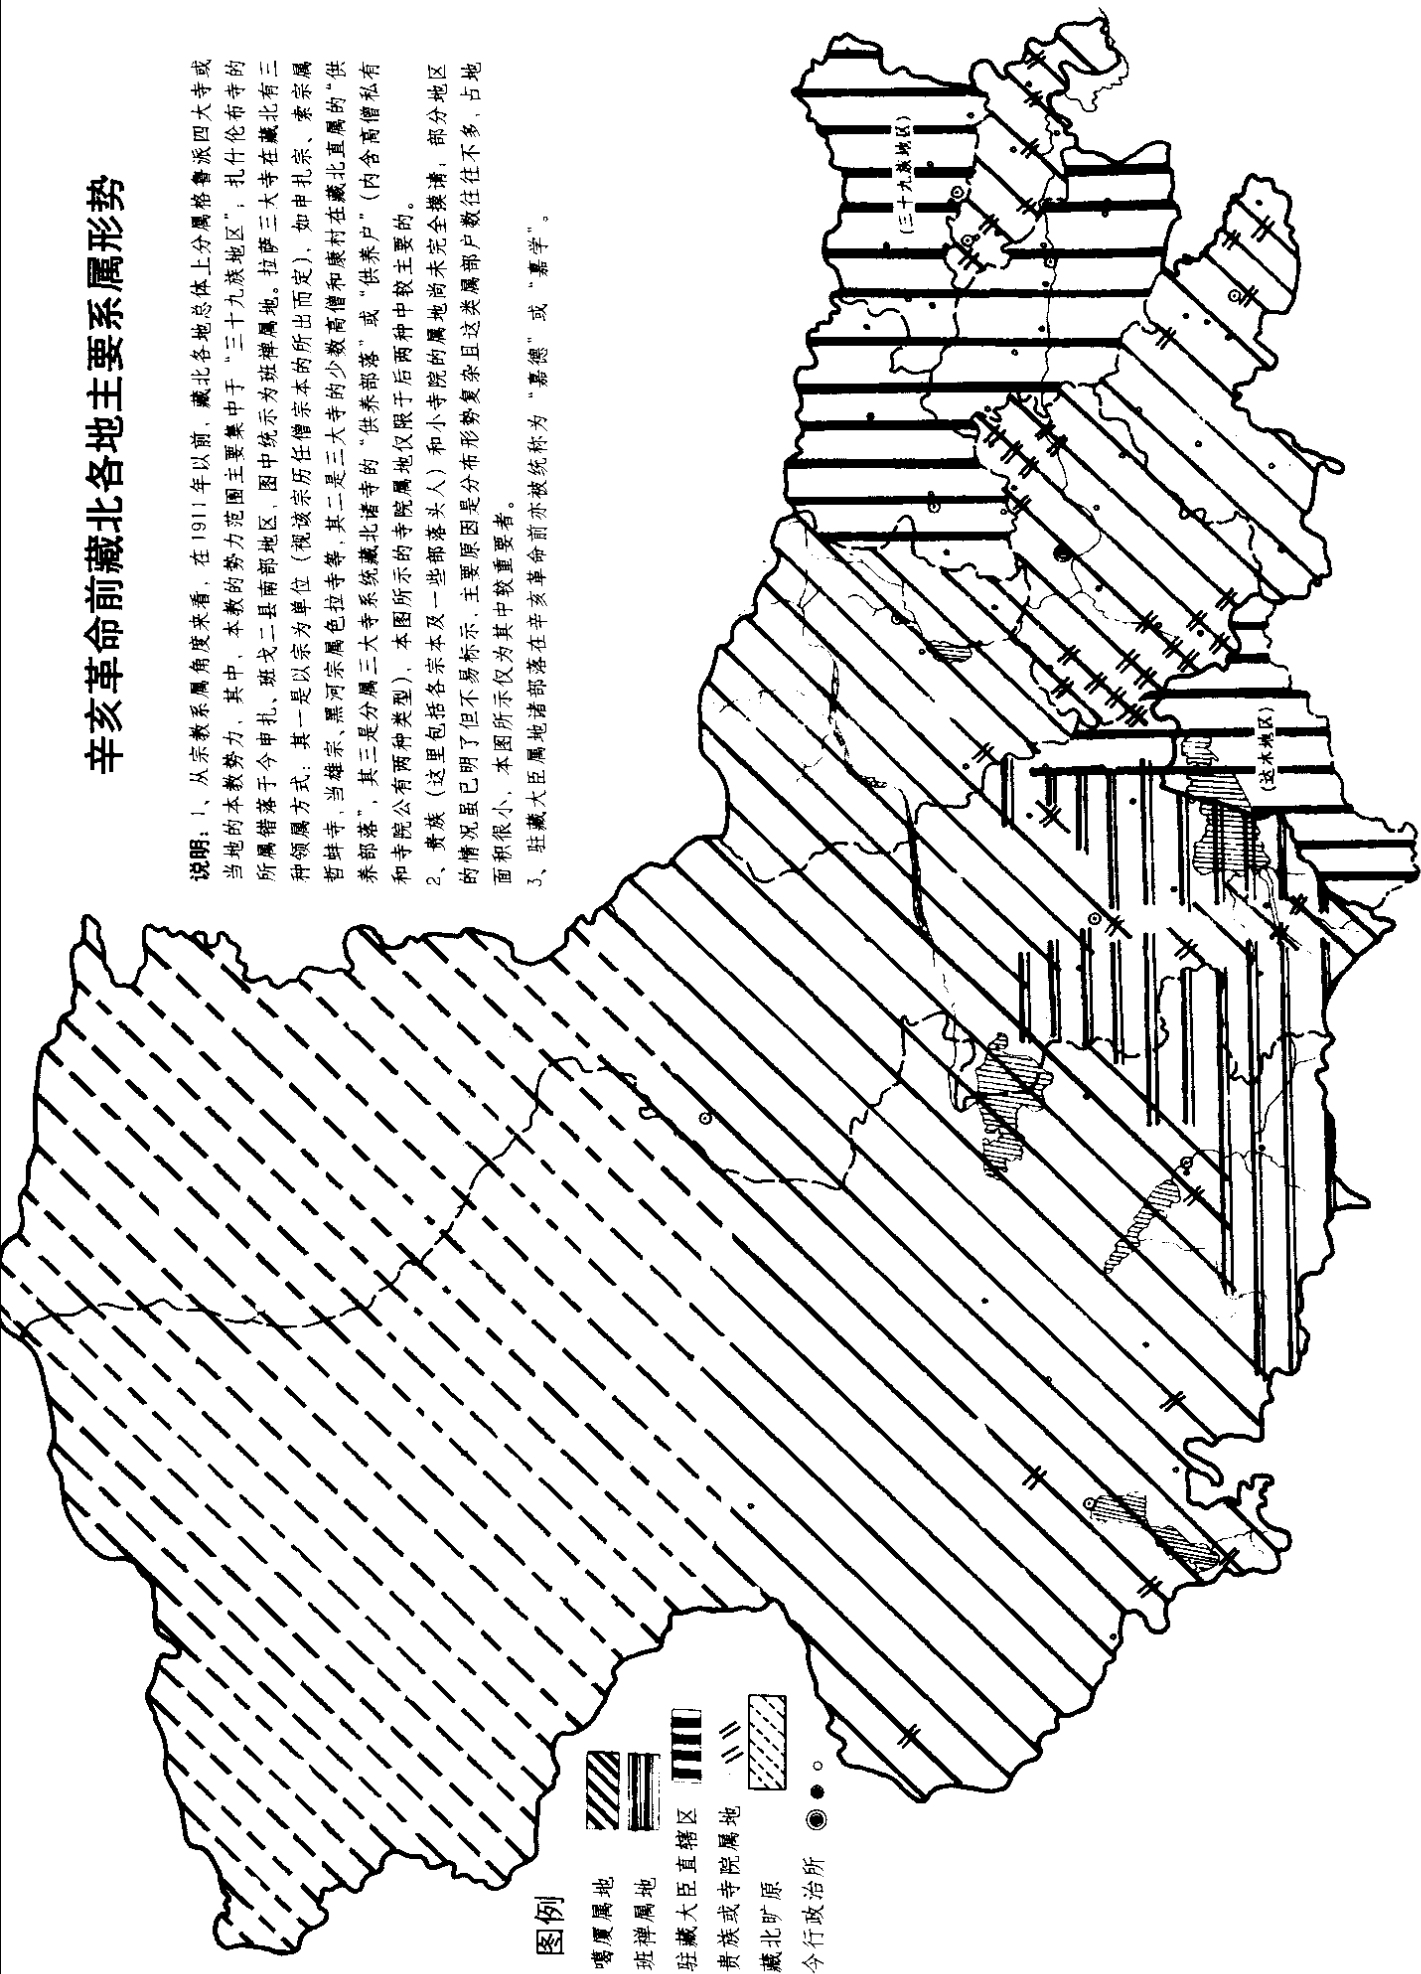 辛亥革命前藏北各地主要系属形势
说明：1、从宗教系属角度来看，在1911年以前，藏北各地总体上分属格鲁派四大寺或
当地的本教势力，其中，本教的势力范围主要集中于“三十九族地区”；扎什伦布寺的
所属错落于今申扎、班戈二县南部地区，图中统示为班禅属地。拉萨三大寺在藏北有三
种领属方式：其一是以宗为单位（视该宗历任僧宗本的所出而定），如申扎宗、索宗属
哲蚌寺，当雄宗、黑河宗属色拉寺等，其二是三大寺的少数高僧和康村在藏北直属的“供
养部落”，其三是分属三大寺系统藏北诸寺的“供养部落”或“供养户”（内含高僧私有
和寺院公有两种类型），本图所示的寺院属地仅限于后两种中较主要的。
2、贵族（这里包括各宗本及一些部落头人）和小寺院的属地尚未完全摸清；部分地区
的情况虽已明了但不易标示，主要原因是分布形势复杂且这类属部户数往往不多、占地
面积很小，本图所示仅为其中较重要者。
3、驻藏大臣属地诸部落在辛亥革命前亦被统称为“嘉德”或“嘉学”。
（三十九族地区）
（达木地区）
图例
噶厦属地
班禅属地
驻藏大臣直辖区
贵族或寺院属地
藏北旷原
今行政治所